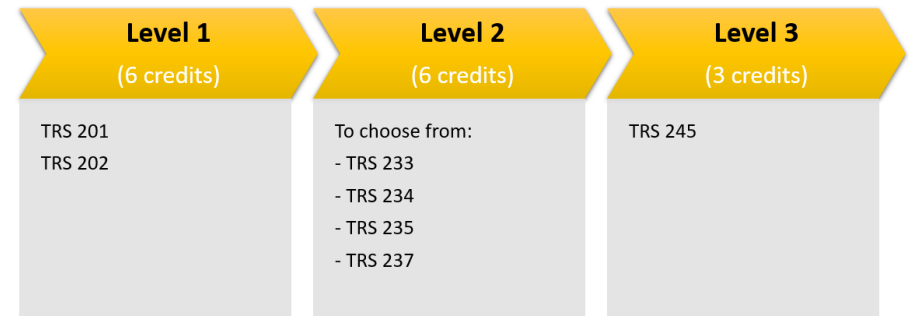 Level 1
(6 credits)
TRS 201
TRS 202
Level 2
(6 credits)
To choose from:
- TRS 233
- TRS 234
- TRS 235
- TRS 237
Level 3
(3 credits)
TRS 245